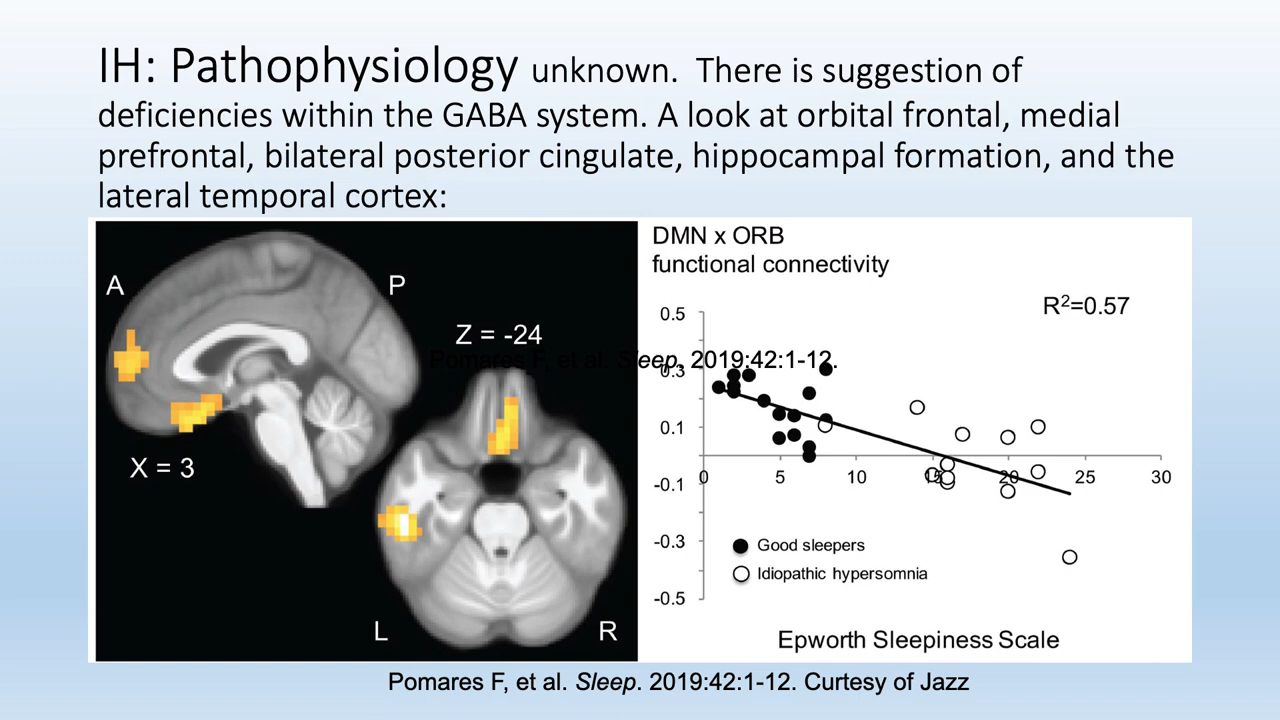 IH: Pathophysiology unknown. There is suggestion of
deficiencies within the GABA system. A look at orbital frontal, medial
prefrontal, bilateral posterior cingulate, hippocampal formation, and the
lateral temporal cortex:
A
P
Z = -24
X = 3
L
R
Pomares F, et al. Sleep. 2019:42:1-12.
DMN x ORB
functional connectivity
R²=0.57
0.5
0.3
0.1
-0.1
-0.3
-0.5
0 5 10 15 20 25 30
Good sleepers
Idiopathic hypersomnia
Epworth Sleepiness Scale
Pomares F, et al. Sleep. 2019:42:1-12. Curtesy of Jazz